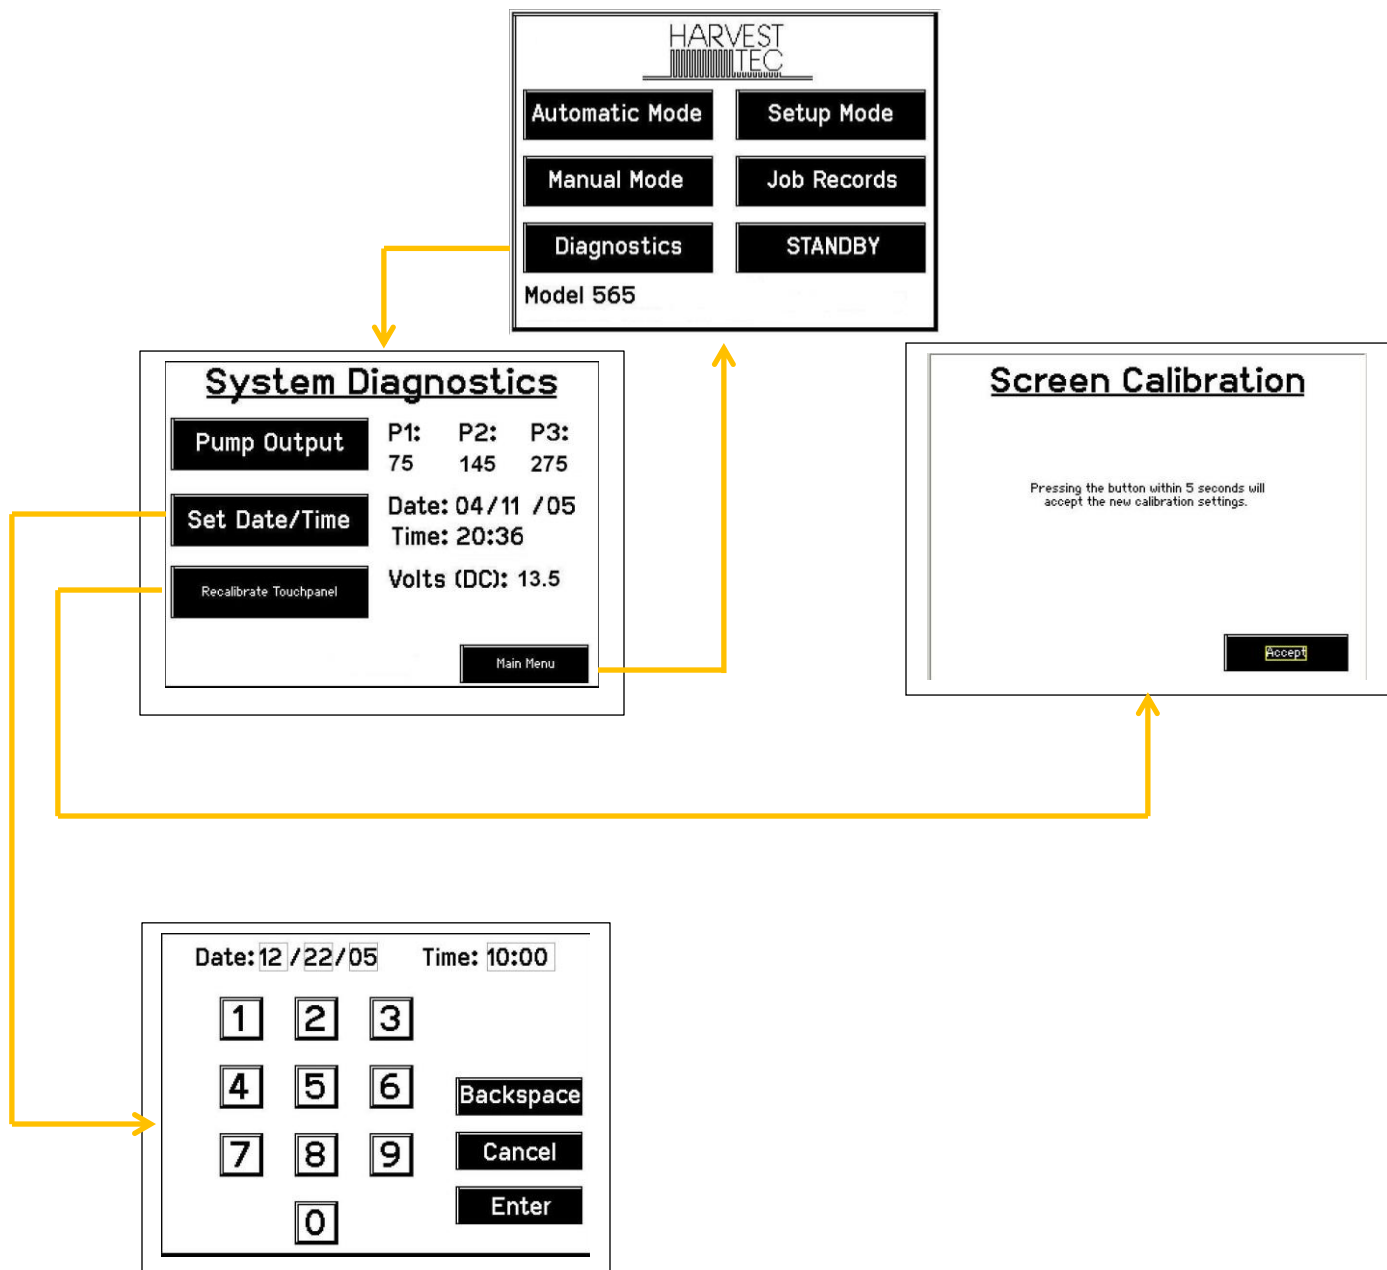 HARVEST
TEC
Automatic Mode
Setup Mode
Manual Mode
Job Records
Diagnostics
STANDBY
Model 565
System Diagnostics
Pump Output
P1: P2: P3:
75 145 275
Set Date/Time
Date: 04/11 /05
Time: 20:36
Recalibrate Touchpanel
Volts (DC): 13.5
Main Menu
Screen Calibration
Pressing the button within 5 seconds will
accept the new calibration settings.
Accept
Date: 12 /22/05 Time: 10:00
1 2 3
4 5 6
Backspace
7 8 9
Cancel
Enter
0